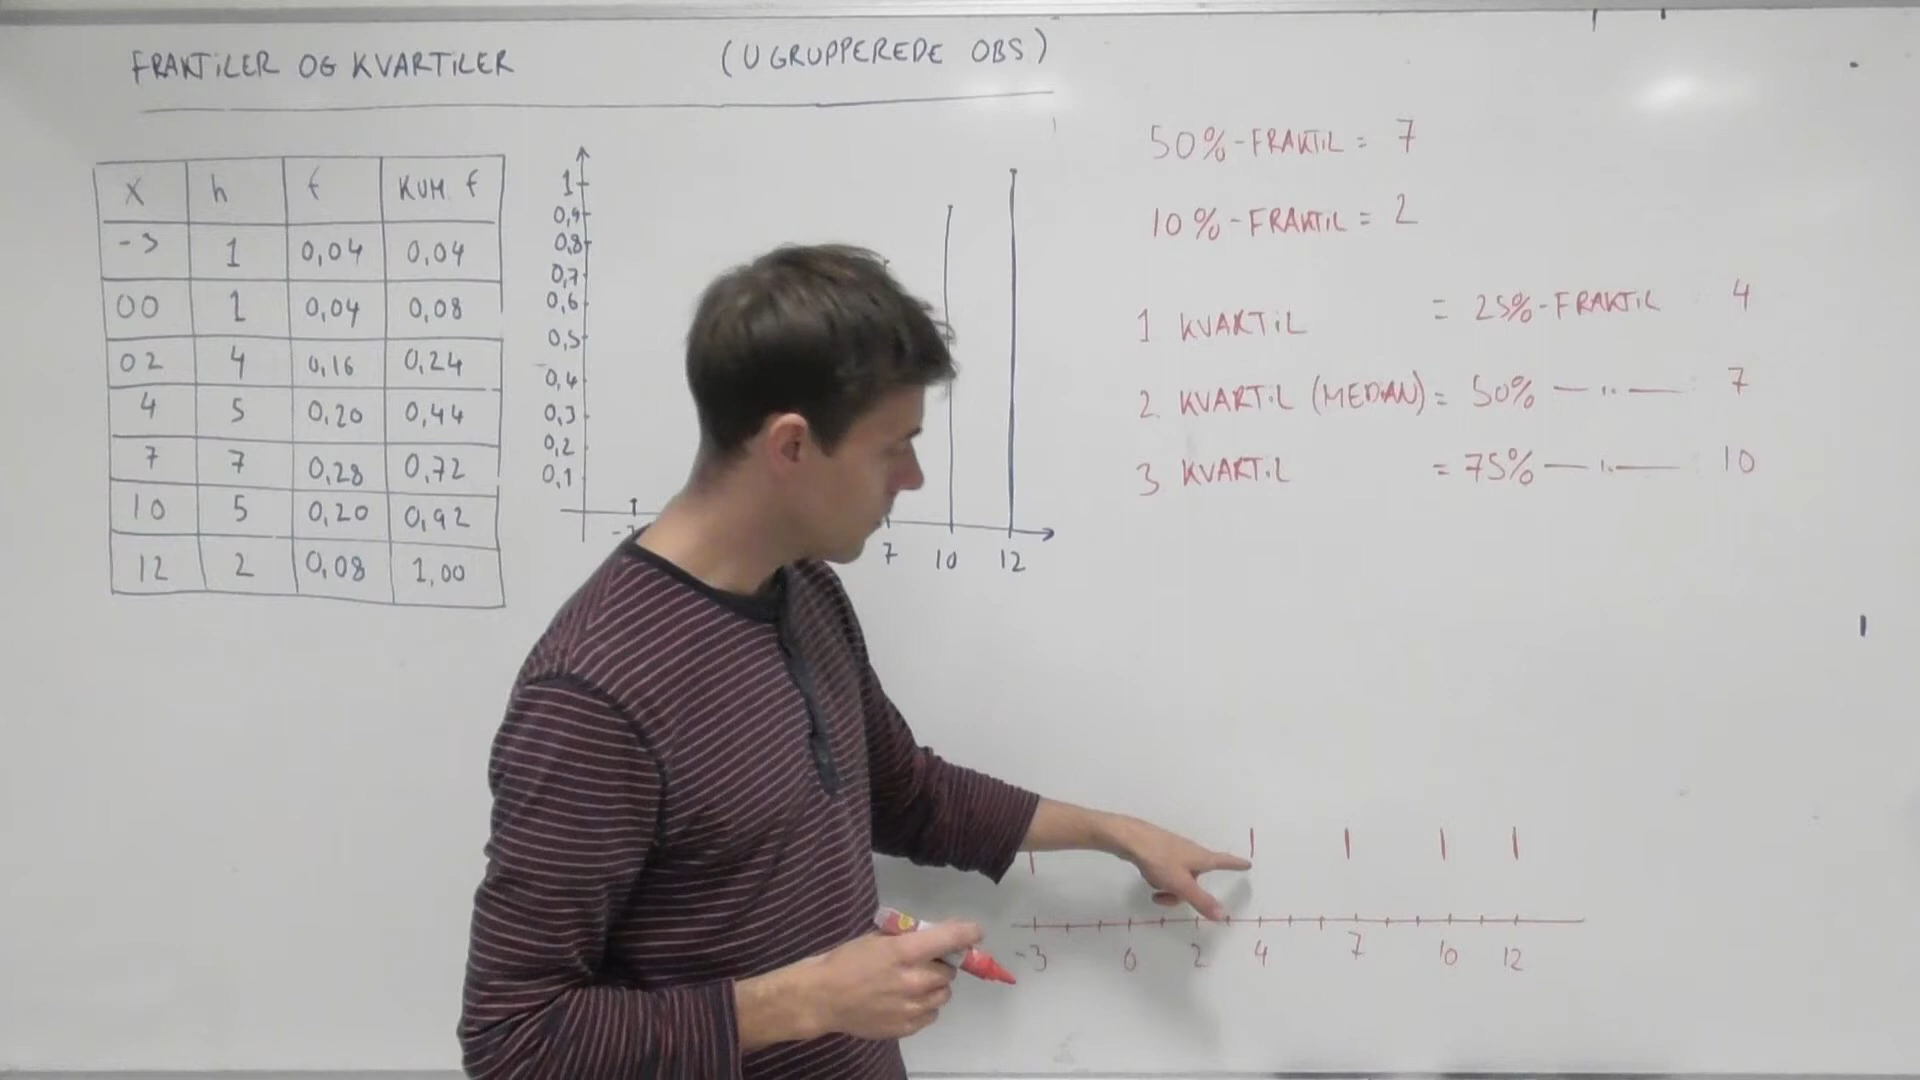 FRAKTILER OG KVARTILER (UGRUPPEREDE OBS)
X h f KUM. f
-3 1 0,04 0,04
00 1 0,04 0,08
02 4 0,16 0,24
4 5 0,20 0,44
7 7 0,28 0,72
10 5 0,20 0,92
12 2 0,08 1,00
1
0,9
0,8
0,7
0,6
0,5
0,4
0,3
0,2
0,1
7 10 12
50%-FRAKTIL = 7
10%-FRAKTIL = 2
1 KVARTIL = 25%-FRAKTIL 4
2. KVARTIL (MEDIAN) = 50% — " — 7
3 KVARTIL = 75% — " — 10
-3 0 2 4 7 10 12